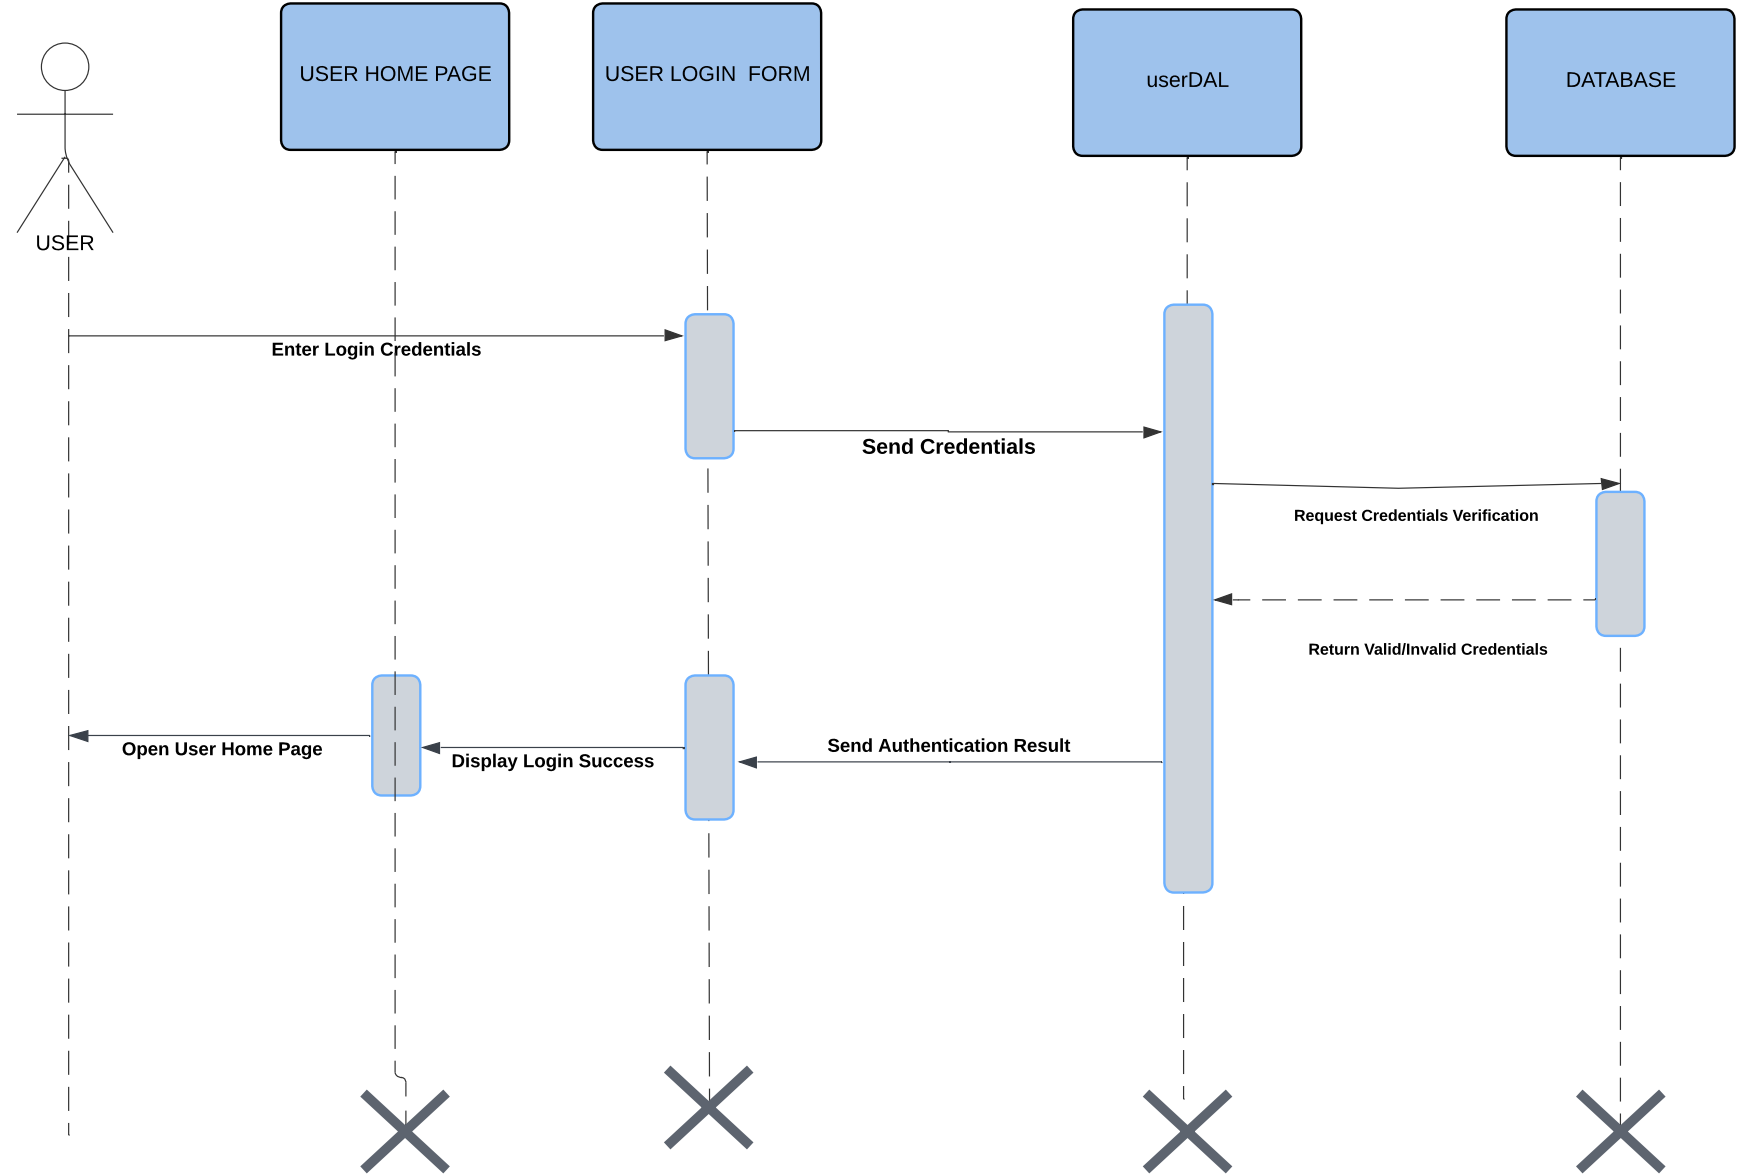 USER HOME PAGE
USER LOGIN  FORM
userDAL
DATABASE
USER
Enter Login Credentials
Send Credentials
Request Credentials Verification
Return Valid/Invalid Credentials
Send Authentication Result
Display Login Success
Open User Home Page